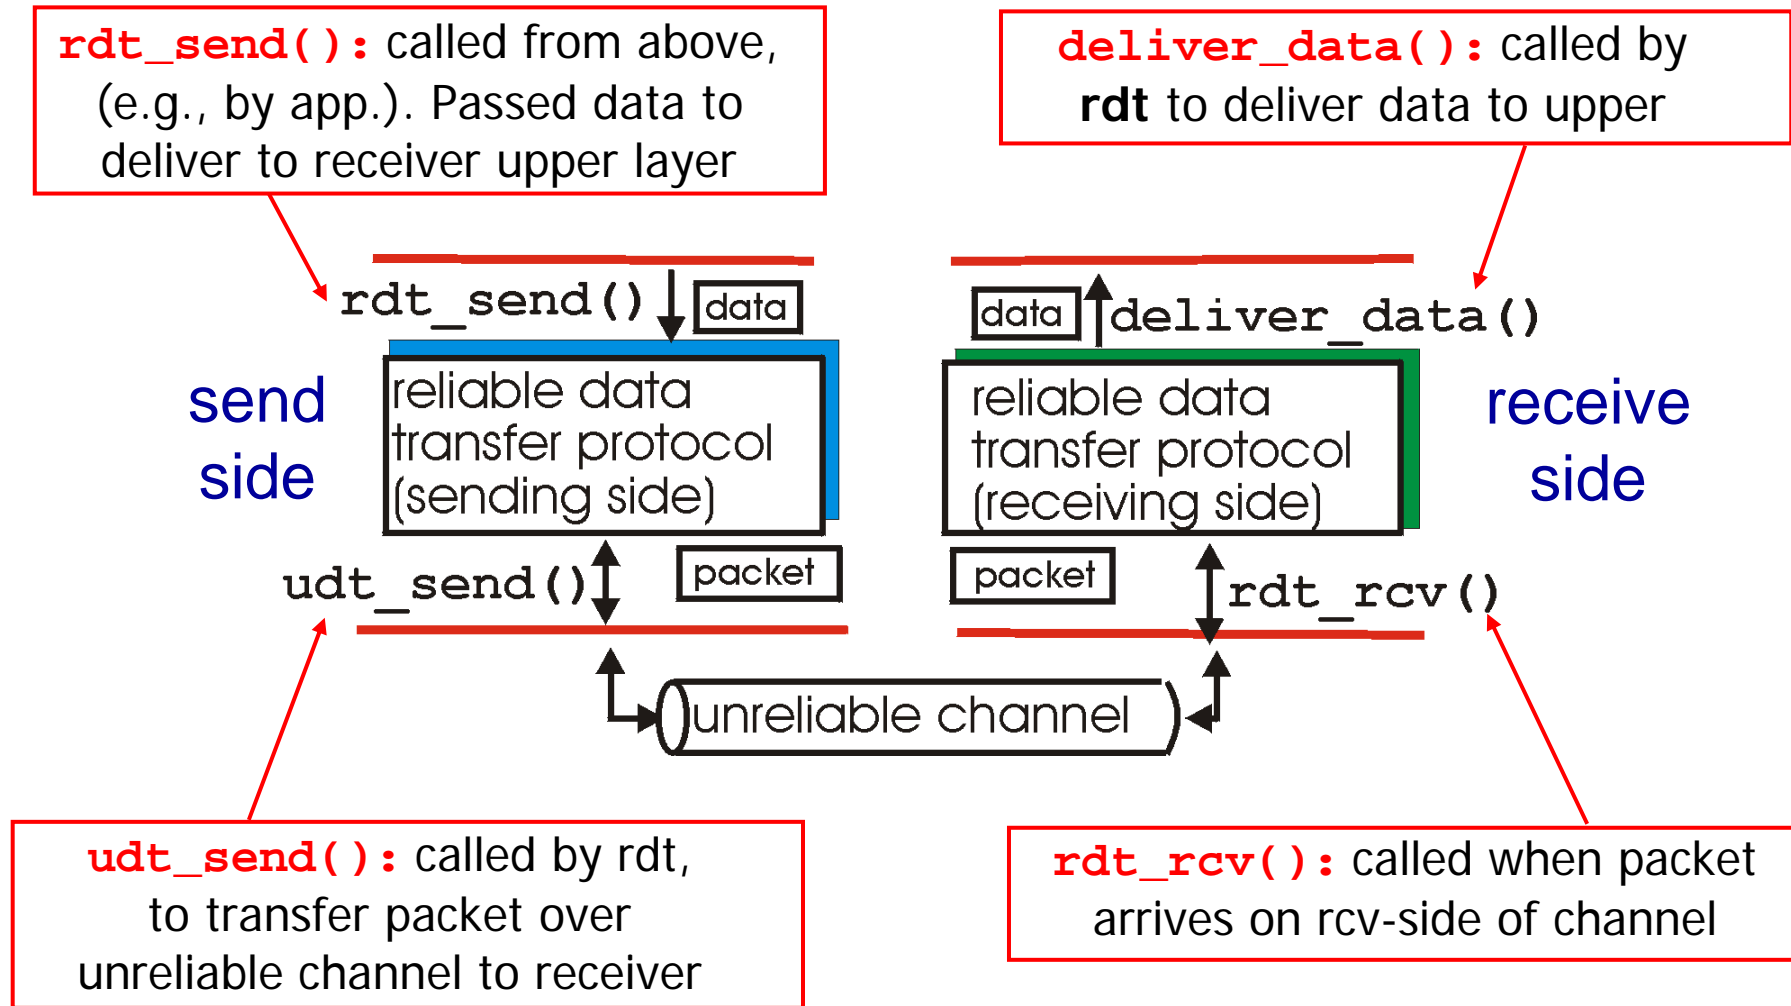 rdt_send(): called from above,
(e.g., by app.). Passed data to
deliver to receiver upper layer
deliver_data(): called by
rdt to deliver data to upper
rdt_send()
data
data
deliver_data()
send
side
reliable data
transfer protocol
(sending side)
reliable data
transfer protocol
(receiving side)
receive
side
udt_send()
packet
packet
rdt_rcv()
unreliable channel
udt_send(): called by rdt,
to transfer packet over
unreliable channel to receiver
rdt_rcv(): called when packet
arrives on rcv-side of channel